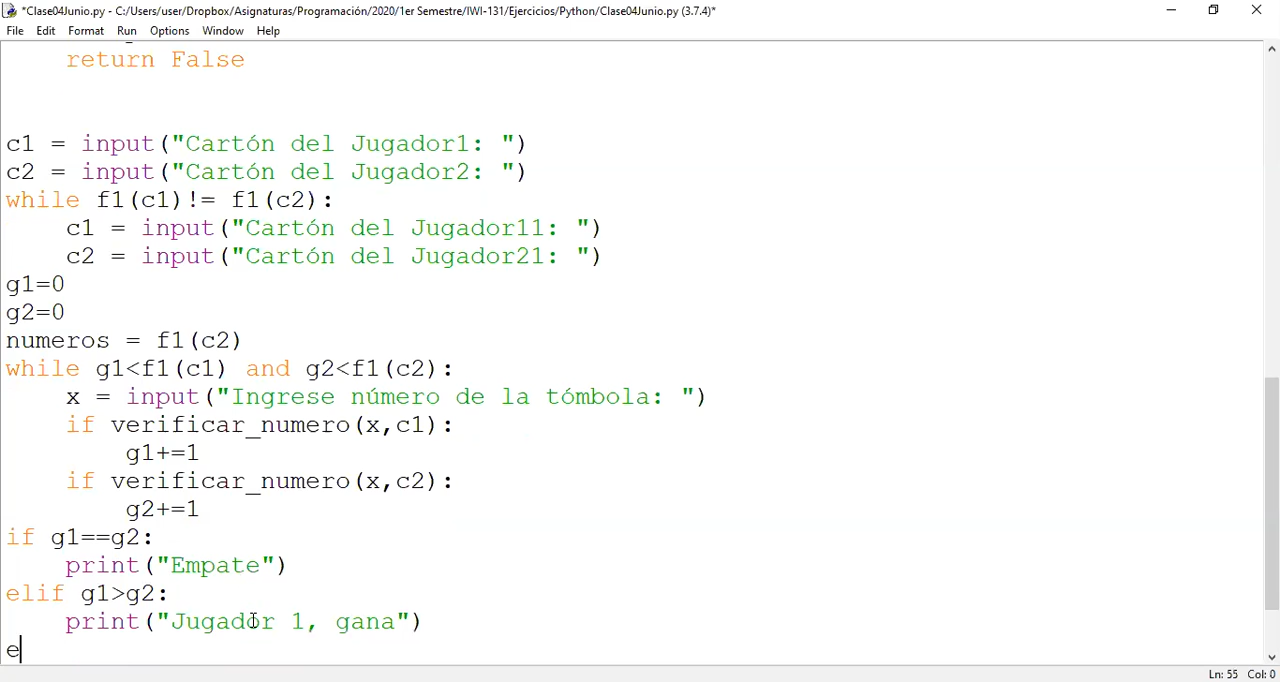 *Clase04Junio.py - C:/Users/user/Dropbox/Asignaturas/Programación/2020/1er Semestre/IWI-131/Ejercicios/Python/Clase04Junio.py (3.7.4)*
File Edit Format Run Options Window Help
    return False
c1 = input("Cartón del Jugador1: ")
c2 = input("Cartón del Jugador2: ")
while f1(c1)!= f1(c2):
    c1 = input("Cartón del Jugador11: ")
    c2 = input("Cartón del Jugador21: ")
g1=0
g2=0
numeros = f1(c2)
while g1<f1(c1) and g2<f1(c2):
    x = input("Ingrese número de la tómbola: ")
    if verificar_numero(x,c1):
        g1+=1
    if verificar_numero(x,c2):
        g2+=1
if g1==g2:
    print("Empate")
elif g1>g2:
    print("Jugador 1, gana")
e
Ln: 55 Col: 0